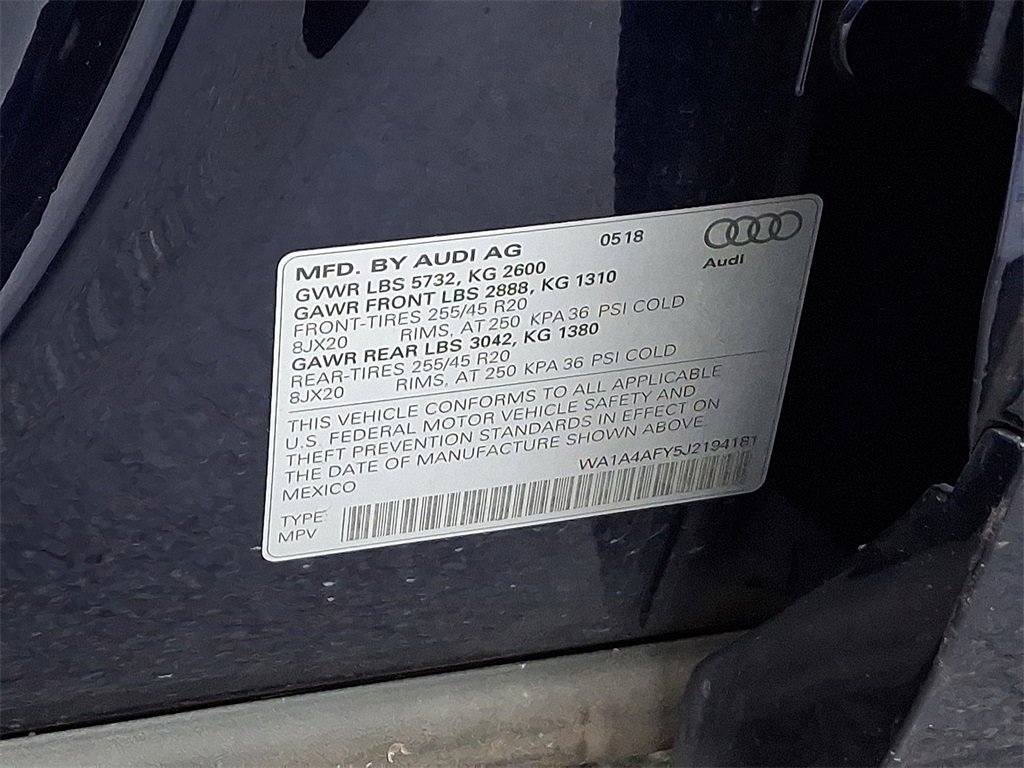 MFD. BY AUDI AG 0518
Audi
GVWR LBS 5732, KG 2600
GAWR FRONT LBS 2888, KG 1310
FRONT-TIRES 255/45 R20
8JX20 RIMS, AT 250 KPA 36 PSI COLD
GAWR REAR LBS 3042, KG 1380
REAR-TIRES 255/45 R20
8JX20 RIMS, AT 250 KPA 36 PSI COLD
THIS VEHICLE CONFORMS TO ALL APPLICABLE
U.S. FEDERAL MOTOR VEHICLE SAFETY AND
THEFT PREVENTION STANDARDS IN EFFECT ON
THE DATE OF MANUFACTURE SHOWN ABOVE.
MEXICO WA1A4AFY5J2194181
TYPE:
MPV